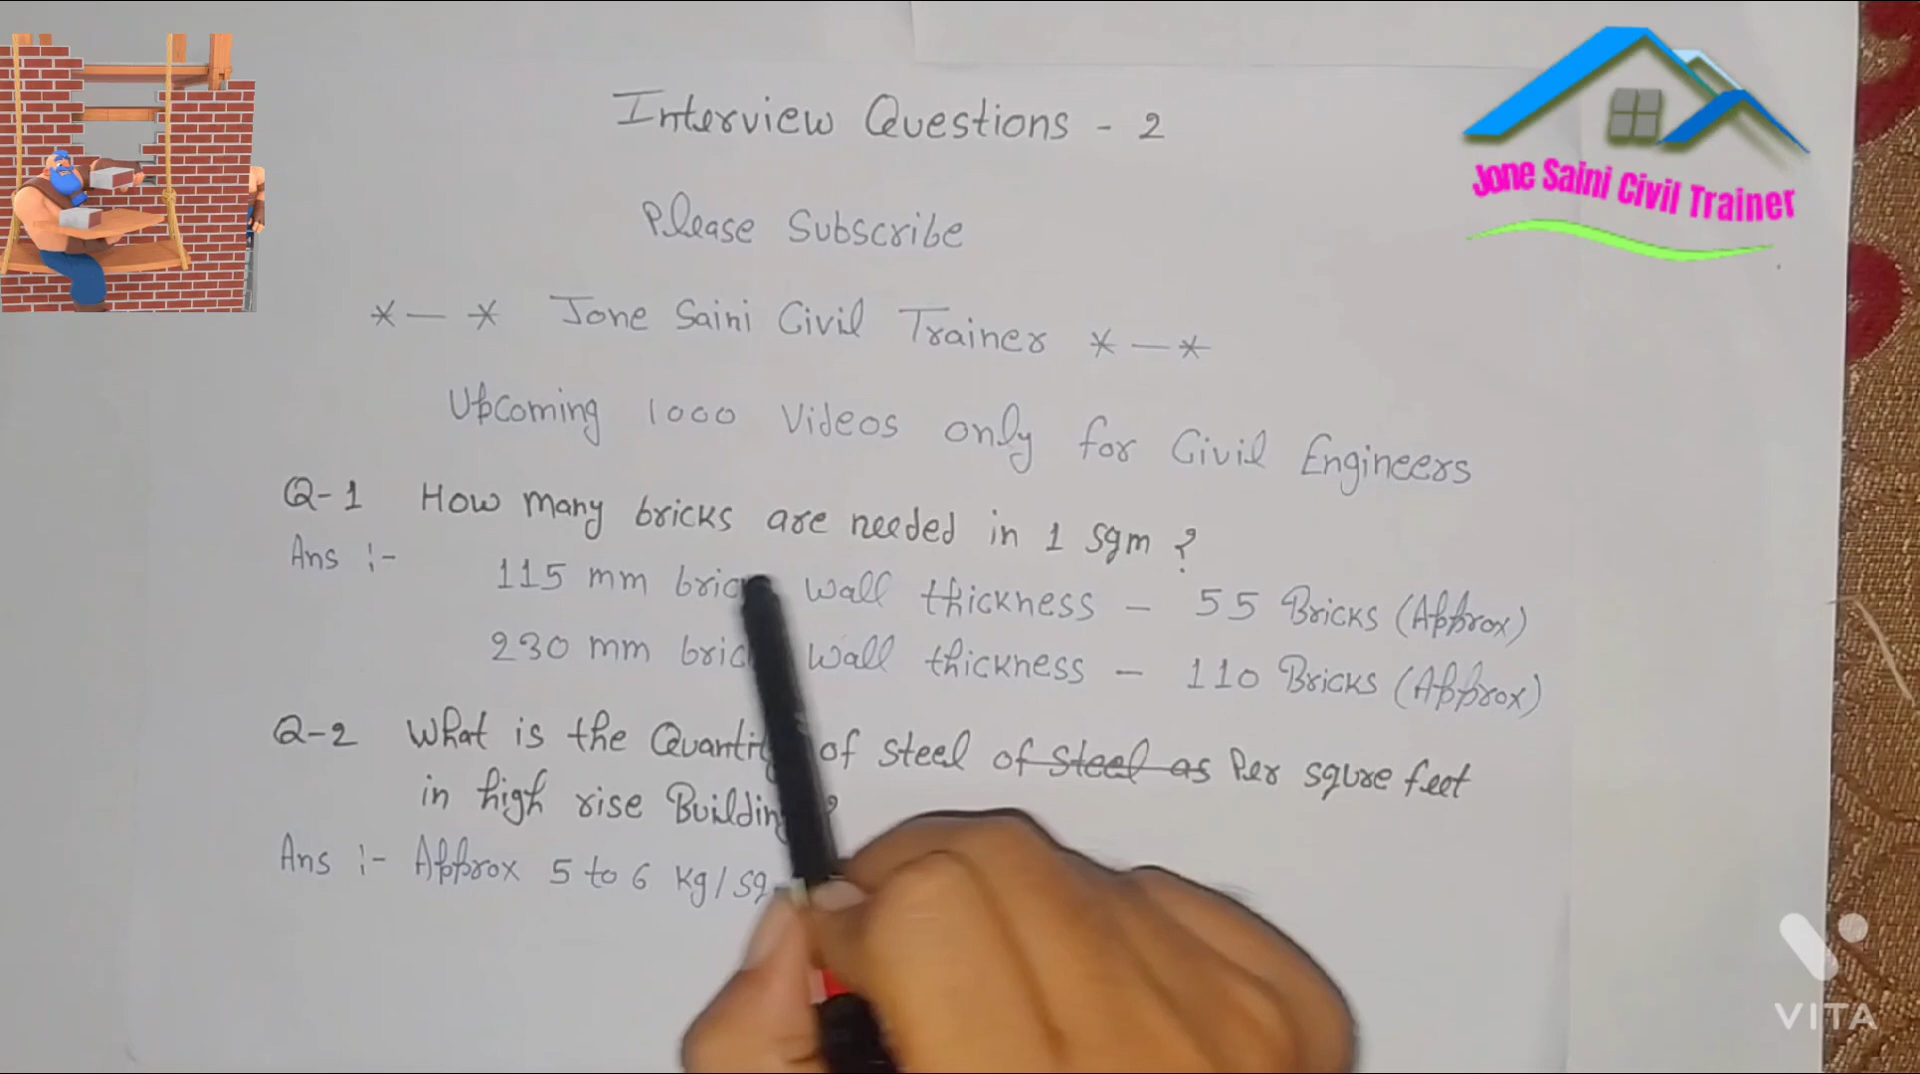 Interview Questions - 2
Jone Saini Civil Trainer
Please Subscribe
*— * Jone Saini Civil Trainer *—*
Upcoming 1000 Videos only for Civil Engineers
Q-1 How many bricks are needed in 1 sqm ?
Ans :-
115 mm bric wall thickness - 55 Bricks (Approx)
230 mm bric wall thickness - 110 Bricks (Approx)
Q-2 What is the Quantit of steel of steel as Per squre feet
in high rise Buildin ?
Ans :- Approx 5 to 6 Kg/sq
VITA